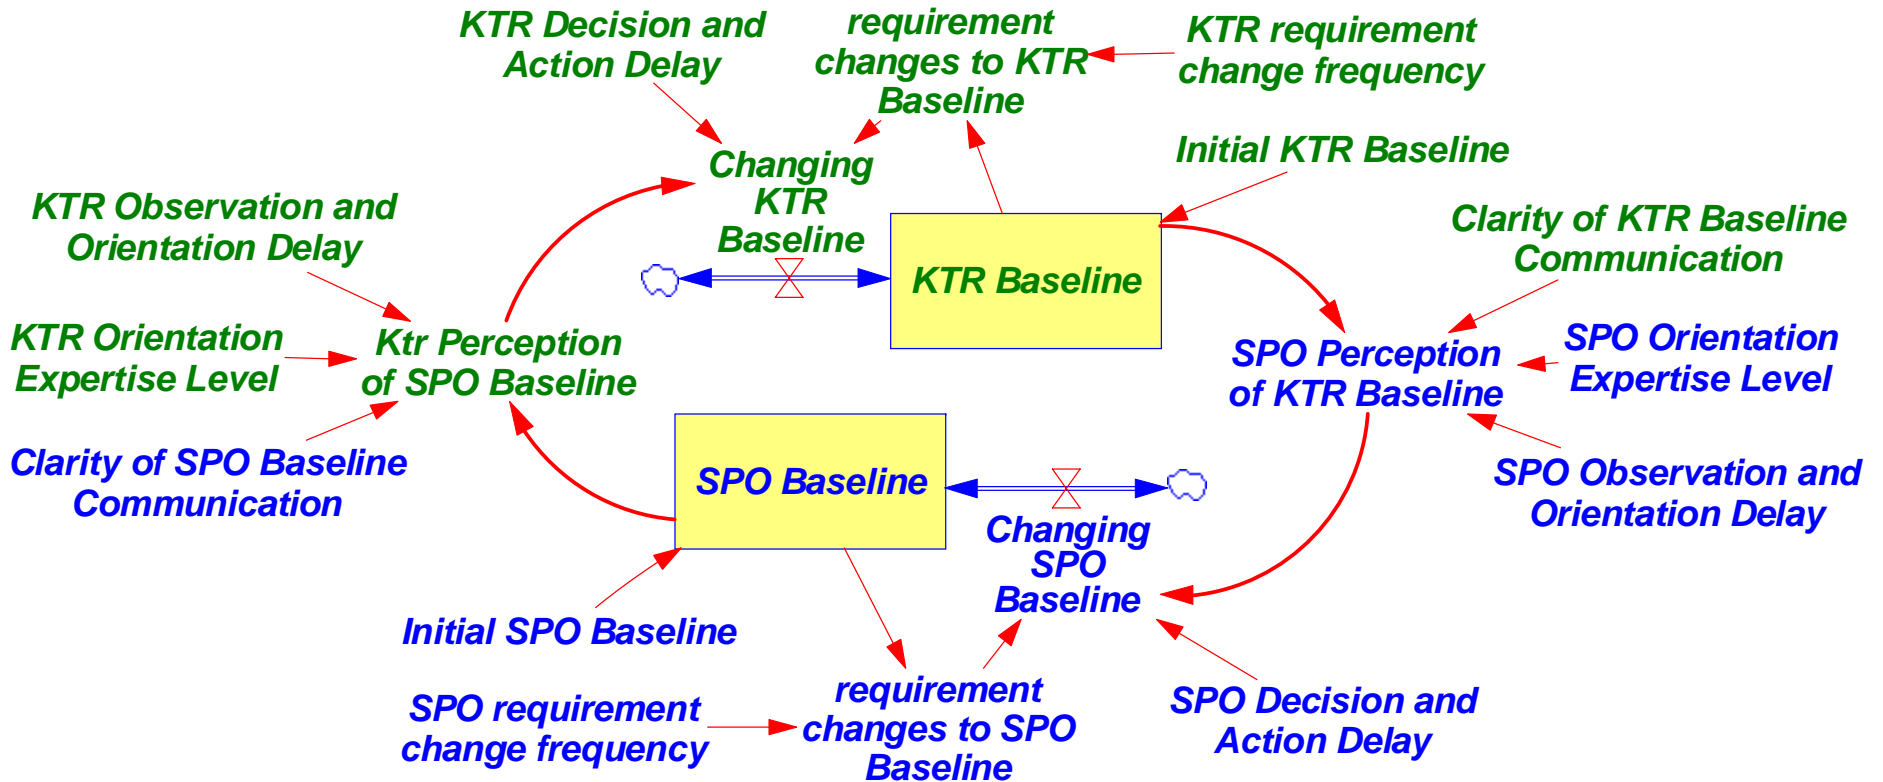 KTR Decision and
Action Delay
requirement
changes to KTR
Baseline
KTR requirement
change frequency
Changing
KTR
Baseline
Initial KTR Baseline
KTR Observation and
Orientation Delay
Clarity of KTR Baseline
Communication
KTR Baseline
KTR Orientation
Expertise Level
Ktr Perception
of SPO Baseline
SPO Perception
of KTR Baseline
SPO Orientation
Expertise Level
Clarity of SPO Baseline
Communication
SPO Baseline
SPO Observation and
Orientation Delay
Changing
SPO
Baseline
Initial SPO Baseline
SPO requirement
change frequency
requirement
changes to SPO
Baseline
SPO Decision and
Action Delay